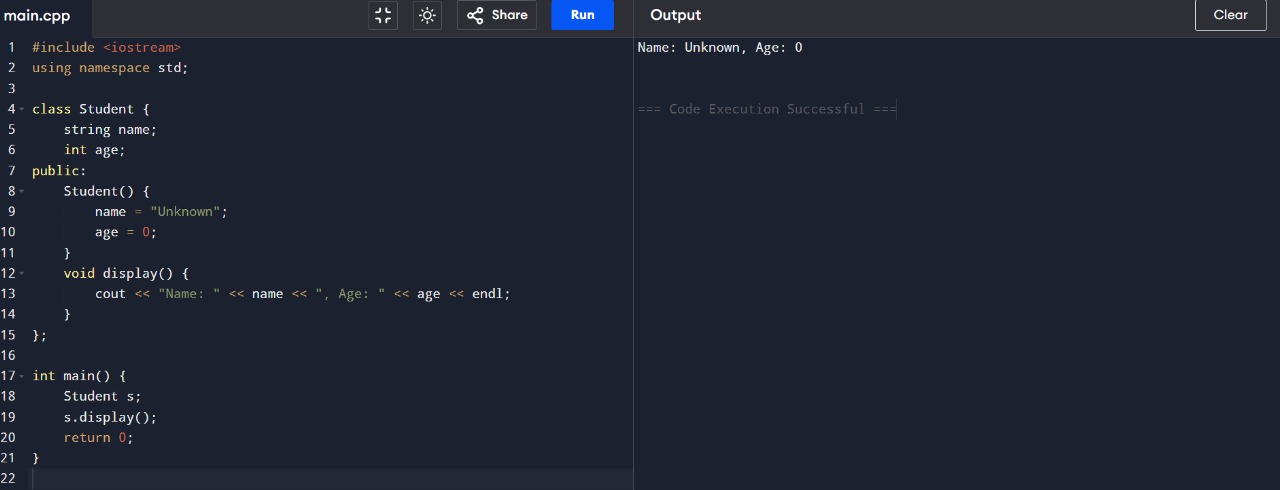 main.cpp
Share
Run
Output
Clear
1 #include <iostream>
2 using namespace std;
3
4 class Student {
5     string name;
6     int age;
7 public:
8     Student() {
9         name = "Unknown";
10         age = 0;
11     }
12     void display() {
13         cout << "Name: " << name << ", Age: " << age << endl;
14     }
15 };
16
17 int main() {
18     Student s;
19     s.display();
20     return 0;
21 }
22
Name: Unknown, Age: 0
=== Code Execution Successful ===